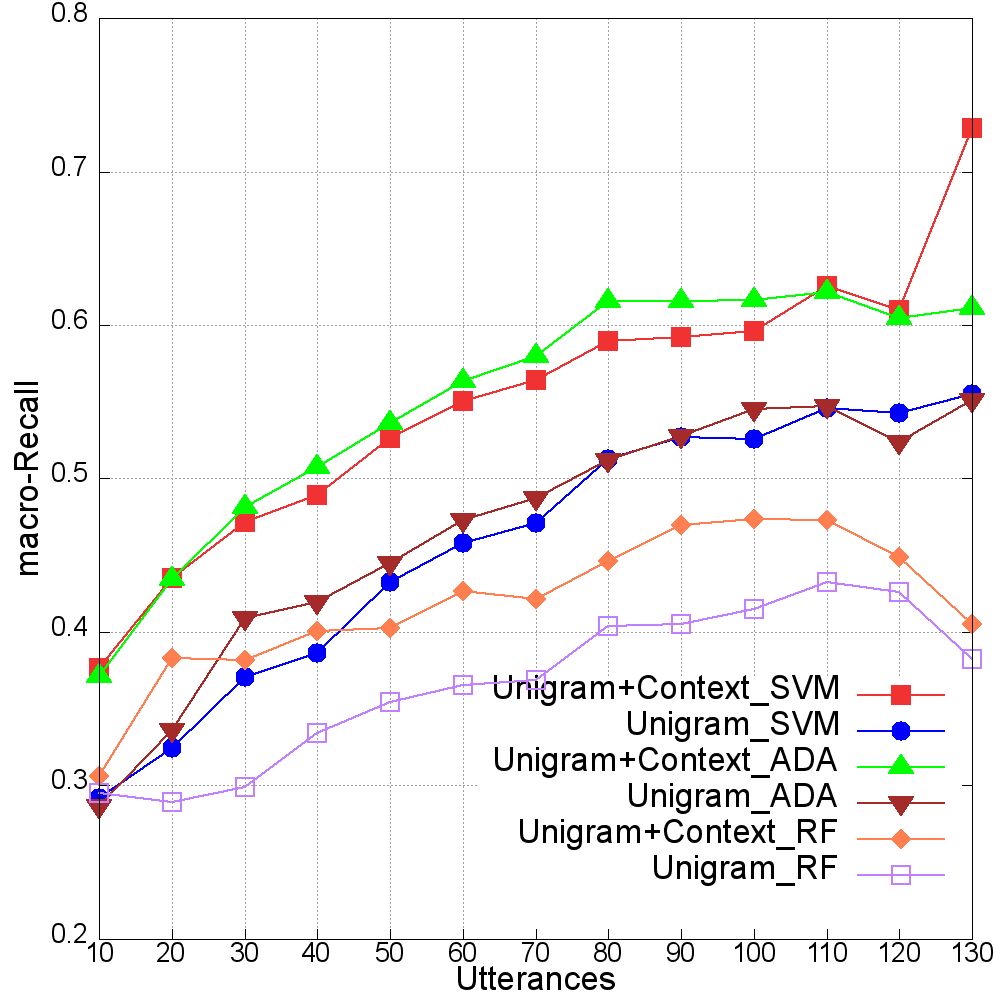 0.8
0.7
0.6
0.5
0.4
0.3
0.2
macro-Recall
Unigram+Context_SVM
Unigram_SVM
Unigram+Context_ADA
Unigram_ADA
Unigram+Context_RF
Unigram_RF
10 20 30 40 50 60 70 80 90 100 110 120 130
Utterances